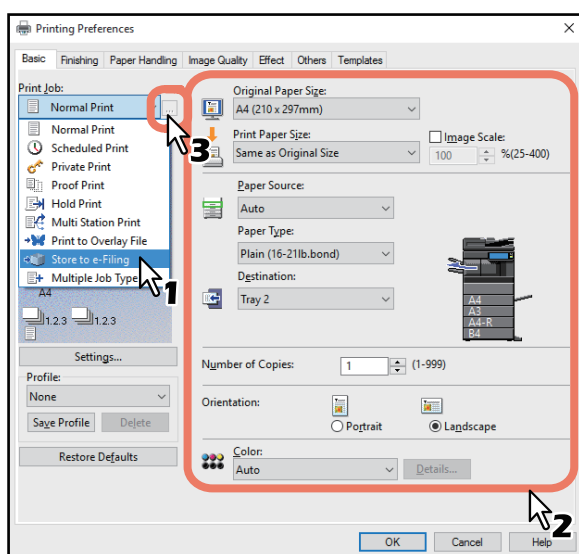 Printing Preferences
Basic Finishing Paper Handling Image Quality Effect Others Templates
Print Job:
Normal Print ...
Normal Print
Scheduled Print
Private Print
Proof Print
Hold Print
Multi Station Print
Print to Overlay File
Store to e-Filing
Multiple Job Type
1
3
A4
1.2.3 1.2.3
Settings...
Profile:
None
Save Profile Delete
Restore Defaults
Original Paper Size:
A4 (210 x 297mm)
Print Paper Size:
Same as Original Size
Image Scale:
100 %(25-400)
Paper Source:
Auto
Paper Type:
Plain (16-21lb.bond)
Destination:
Tray 2
A4
A3
A4-R
B4
Number of Copies: 1 (1-999)
Orientation:
Portrait Landscape
Color:
Auto Details...
2
OK Cancel Help